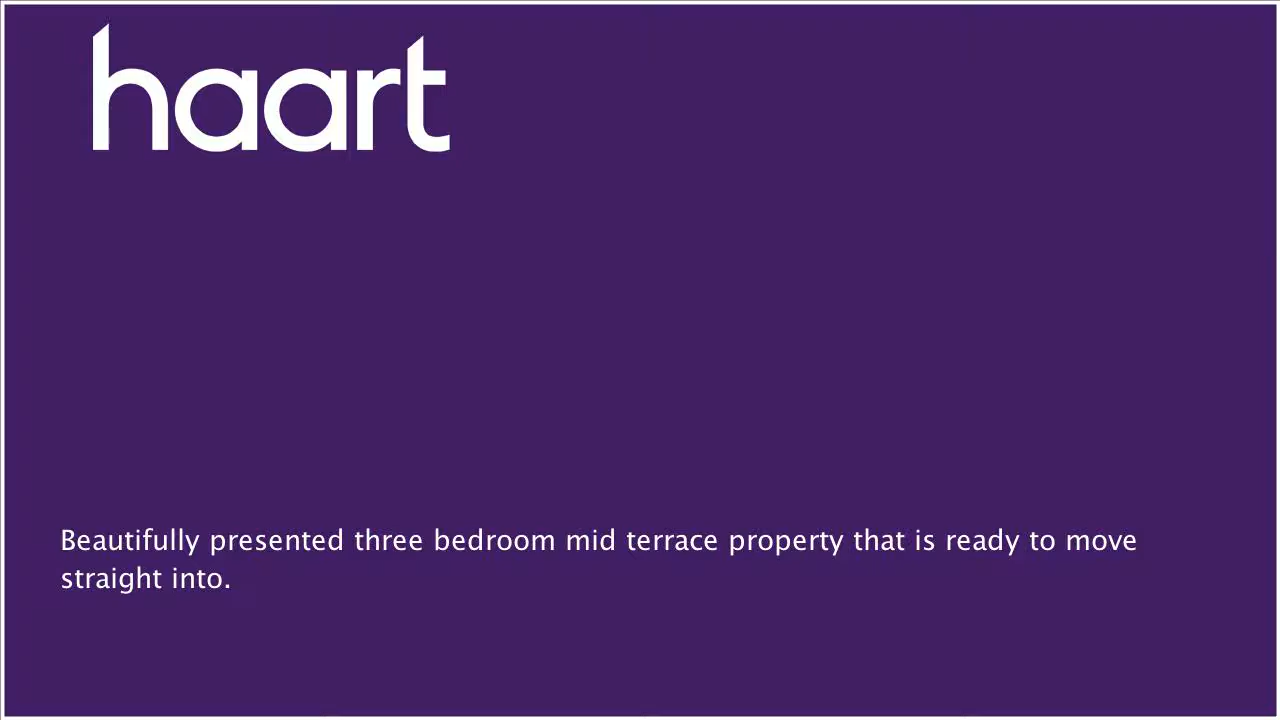 haart
Beautifully presented three bedroom mid terrace property that is ready to move
straight into.